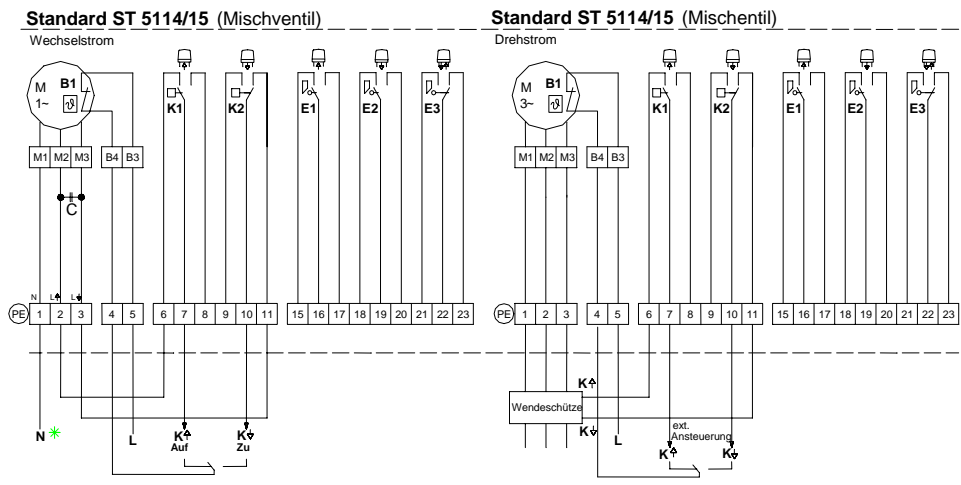 Standard ST 5114/15 (Mischventil)
Wechselstrom
M
1~
B1
ϑ
K1
K2
E1
E2
E3
M1 M2 M3 B4 B3
C
N L L
PE 1 2 3 4 5 6 7 8 9 10 11 15 16 17 18 19 20 21 22 23
N
L
K
Auf
K
Zu
Standard ST 5114/15 (Mischentil)
Drehstrom
M
3~
B1
ϑ
K1
K2
E1
E2
E3
M1 M2 M3 B4 B3
PE 1 2 3 4 5 6 7 8 9 10 11 15 16 17 18 19 20 21 22 23
K
Wendeschütze
K
L
ext.
Ansteuerung
K
K